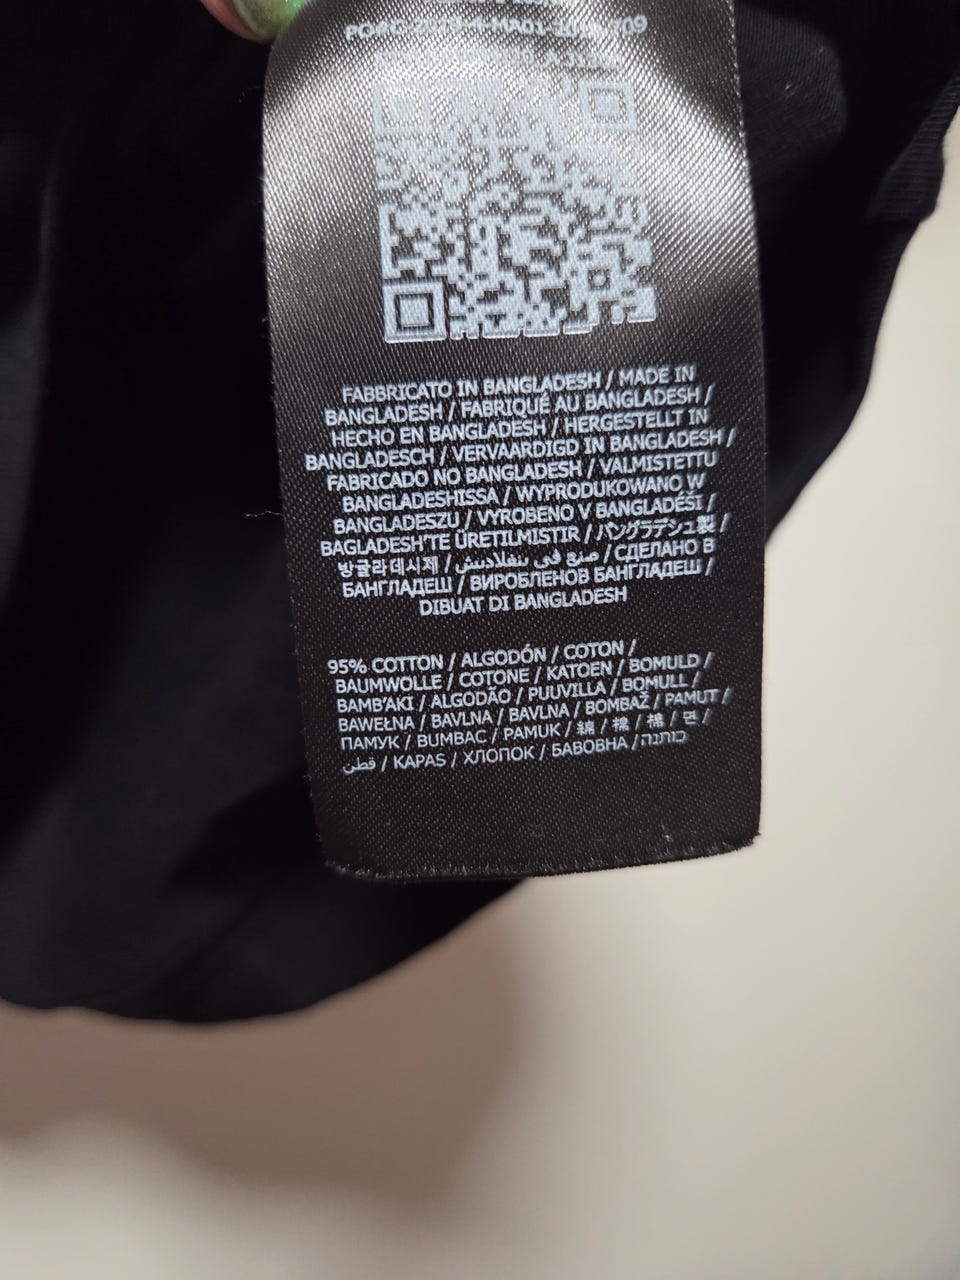 FABBRICATO IN BANGLADESH / MADE IN
BANGLADESH / FABRIQUÉ AU BANGLADESH /
HECHO EN BANGLADESH / HERGESTELLT IN
BANGLADESCH / VERVAARDIGD IN BANGLADESH /
FABRICADO NO BANGLADESH / VALMISTETTU
BANGLADESHISSA / WYPRODUKOWANO W
BANGLADESZU / VYROBENO V BANGLADÉŠI /
BAGLADESH'TE ÜRETILMISTIR / バングラデシュ製 /
방글라데시제 / صنع في بنغلاديش / СДЕЛАНО В
БАНГЛАДЕШ / ВИРОБЛЕНОВ БАНГЛАДЕШ /
DIBUAT DI BANGLADESH
95% COTTON / ALGODÓN / COTON /
BAUMWOLLE / COTONE / KATOEN / BOMULD /
BAMB'AKI / ALGODÃO / PUUVILLA / BOMULL /
BAWEŁNA / BAVLNA / BAVLNA / BOMBAŽ / PAMUT /
ПАМУК / BUMBAC / PAMUK / 綿 / 棉 / 棉 / 면 /
قطن / KAPAS / ХЛОПОК / БАВОВНА / כותנה